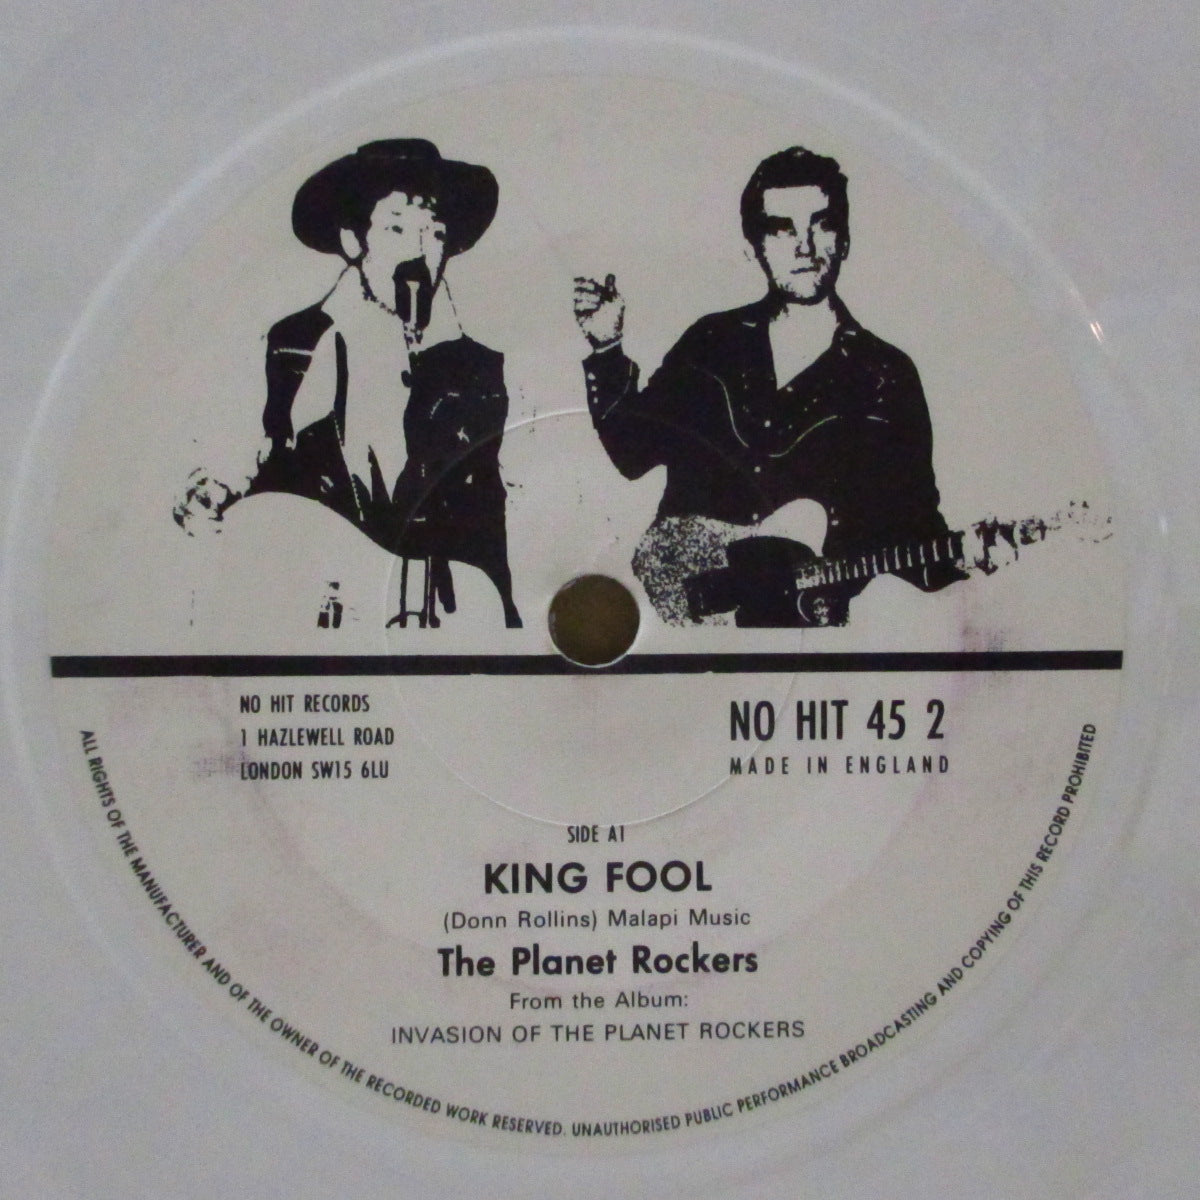 NO HIT RECORDS
1 HAZLEWELL ROAD
LONDON SW15 6LU
NO HIT 45 2
MADE IN ENGLAND
SIDE A1
KING FOOL
(Donn Rollins) Malapi Music
The Planet Rockers
From the Album:
INVASION OF THE PLANET ROCKERS
ALL RIGHTS OF THE MANUFACTURER AND OF THE OWNER OF THE RECORDED WORK RESERVED. UNAUTHORISED PUBLIC PERFORMANCE BROADCASTING AND COPYING OF THIS RECORD PROHIBITED